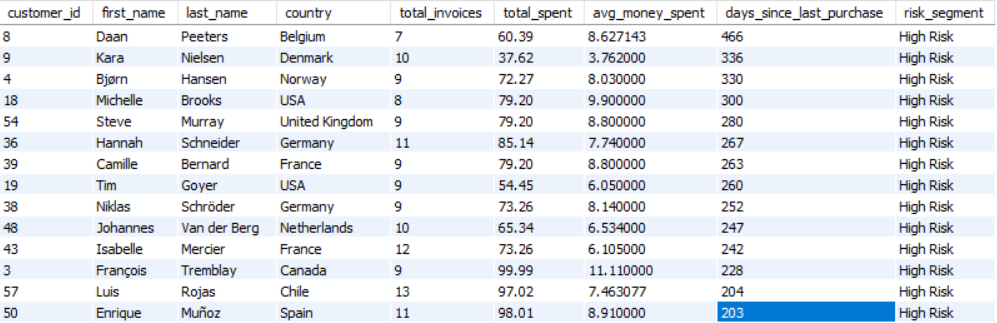 customer_id first_name last_name country total_invoices total_spent avg_money_spent days_since_last_purchase risk_segment
8 Daan Peeters Belgium 7 60.39 8.627143 466 High Risk
9 Kara Nielsen Denmark 10 37.62 3.762000 336 High Risk
4 Bjørn Hansen Norway 9 72.27 8.030000 330 High Risk
18 Michelle Brooks USA 8 79.20 9.900000 300 High Risk
54 Steve Murray United Kingdom 9 79.20 8.800000 280 High Risk
36 Hannah Schneider Germany 11 85.14 7.740000 267 High Risk
39 Camille Bernard France 9 79.20 8.800000 263 High Risk
19 Tim Goyer USA 9 54.45 6.050000 260 High Risk
38 Niklas Schröder Germany 9 73.26 8.140000 252 High Risk
48 Johannes Van der Berg Netherlands 10 65.34 6.534000 247 High Risk
43 Isabelle Mercier France 12 73.26 6.105000 242 High Risk
3 François Tremblay Canada 9 99.99 11.110000 228 High Risk
57 Luis Rojas Chile 13 97.02 7.463077 204 High Risk
50 Enrique Muñoz Spain 11 98.01 8.910000 203 High Risk